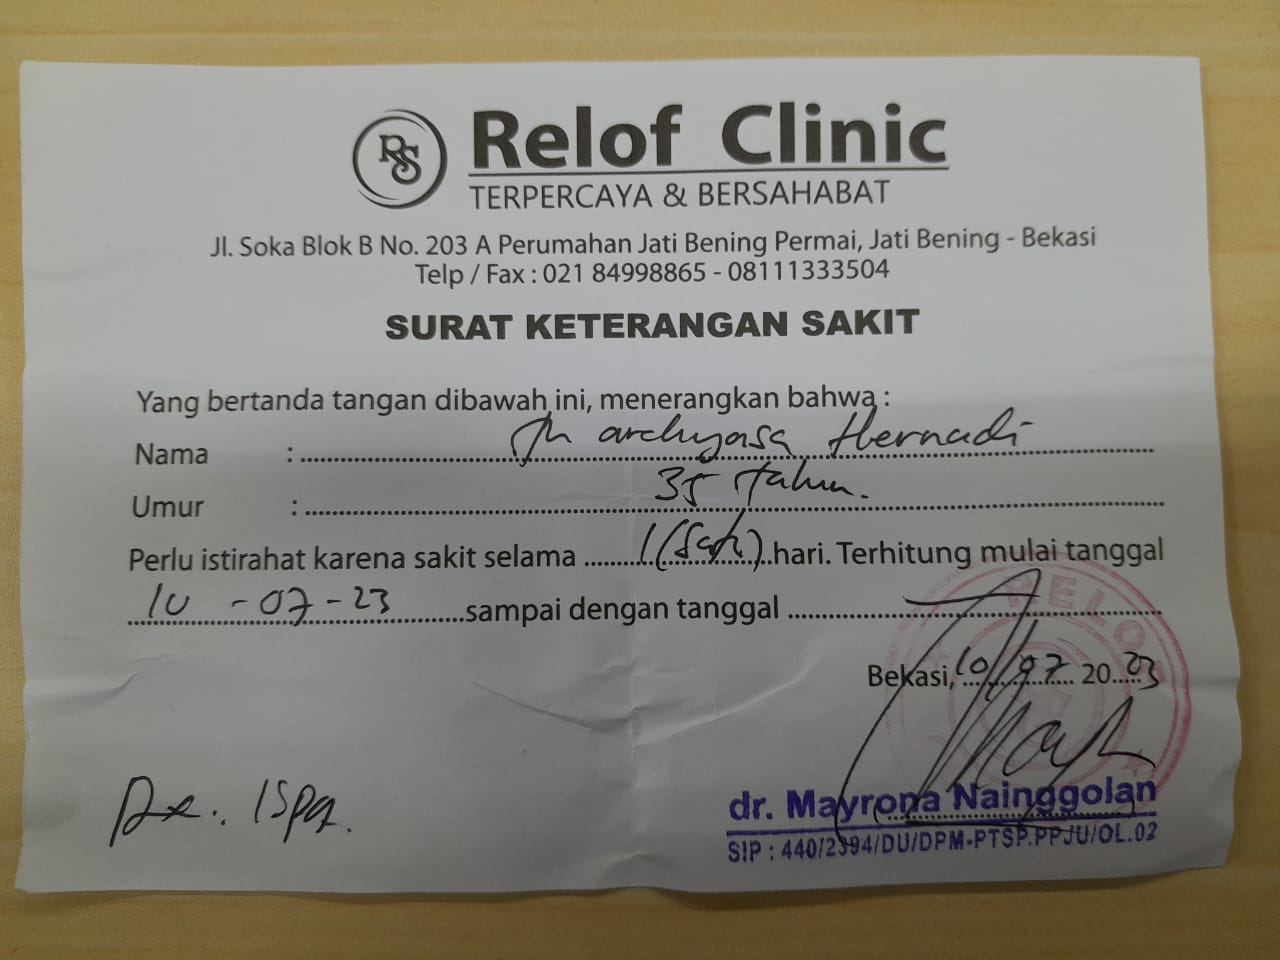 RS
Relof Clinic
TERPERCAYA & BERSAHABAT
Jl. Soka Blok B No. 203 A Perumahan Jati Bening Permai, Jati Bening - Bekasi
Telp / Fax : 021 84998865 - 08111333504
SURAT KETERANGAN SAKIT
Yang bertanda tangan dibawah ini, menerangkan bahwa :
Nama : archyasa Hernadi
Umur : 35 tahun.
Perlu istirahat karena sakit selama 1 (Satu) hari. Terhitung mulai tanggal
10 - 07 - 23 sampai dengan tanggal
RELOF
Bekasi, 10/07 2023
Dx : ISPA.
dr. Mayrona Nainggolan
SIP : 440/2394/DU/DPM-PTSP.PPJU/OL.02